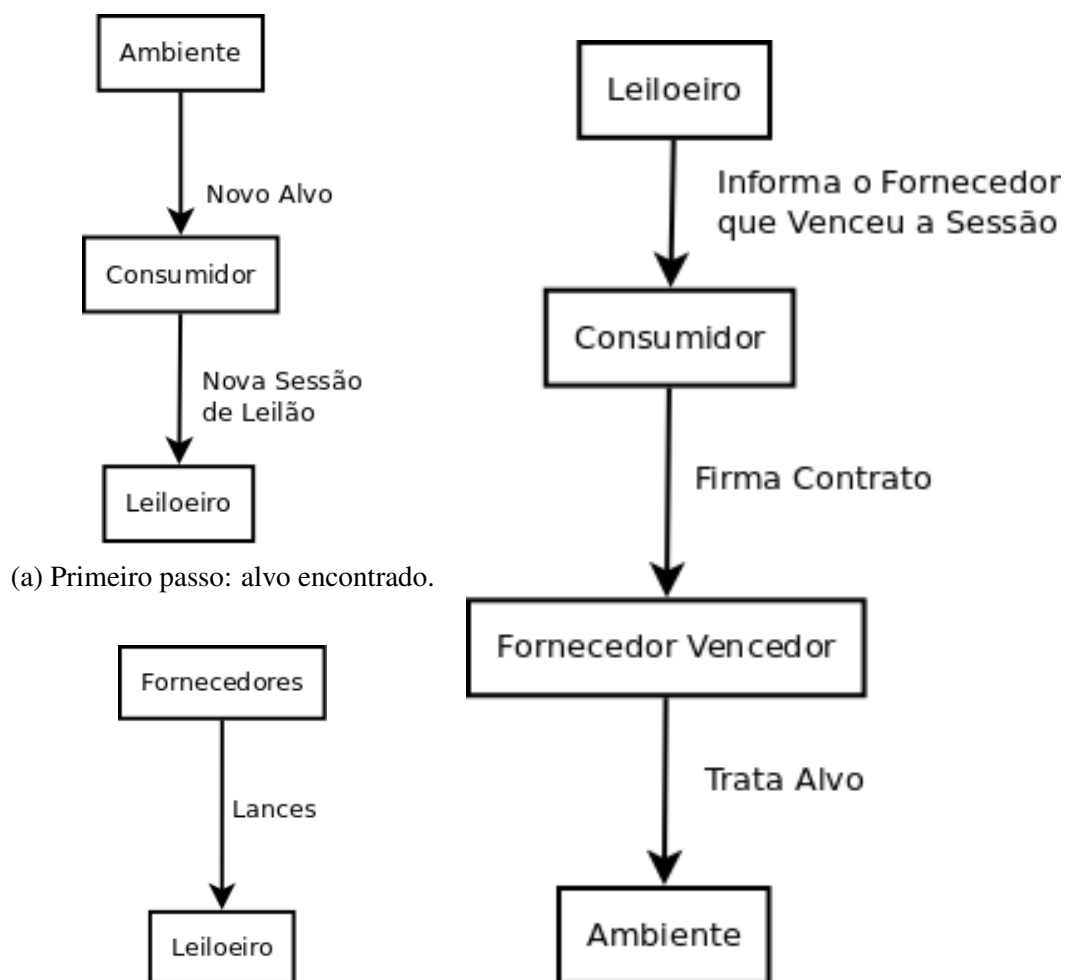 Ambiente
Novo Alvo
Consumidor
Nova Sessão
de Leilão
Leiloeiro
(a) Primeiro passo: alvo encontrado.
Fornecedores
Lances
Leiloeiro
Leiloeiro
Informa o Fornecedor
que Venceu a Sessão
Consumidor
Firma Contrato
Fornecedor Vencedor
Trata Alvo
Ambiente